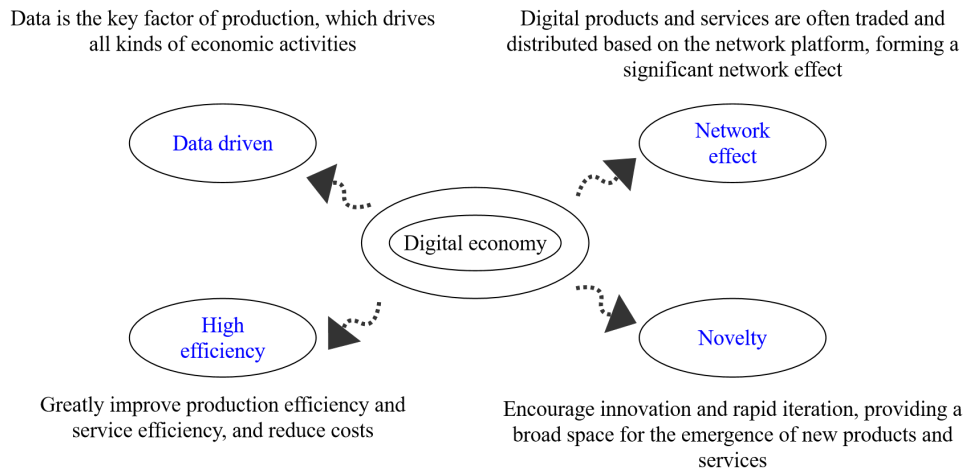 Data is the key factor of production, which drives
all kinds of economic activities
Digital products and services are often traded and
distributed based on the network platform, forming a
significant network effect
Data driven
Network
effect
Digital economy
High
efficiency
Novelty
Greatly improve production efficiency and
service efficiency, and reduce costs
Encourage innovation and rapid iteration, providing a
broad space for the emergence of new products and
services